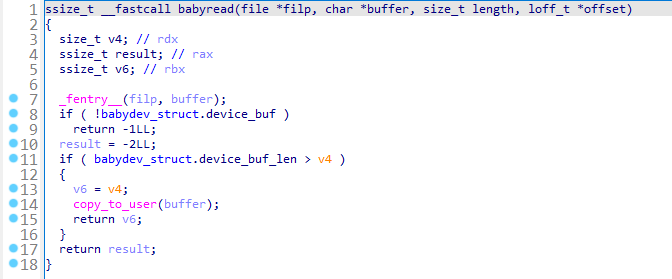 1 ssize_t __fastcall babyread(file *filp, char *buffer, size_t length, loff_t *offset)
2 {
3 ssize_t v4; // rdx
4 ssize_t result; // rax
5 ssize_t v6; // rbx
6
7 _fentry__(filp, buffer);
8 if ( !babydev_struct.device_buf )
9 return -1LL;
10 result = -2LL;
11 if ( babydev_struct.device_buf_len > v4 )
12 {
13 v6 = v4;
14 copy_to_user(buffer);
15 return v6;
16 }
17 return result;
18 }